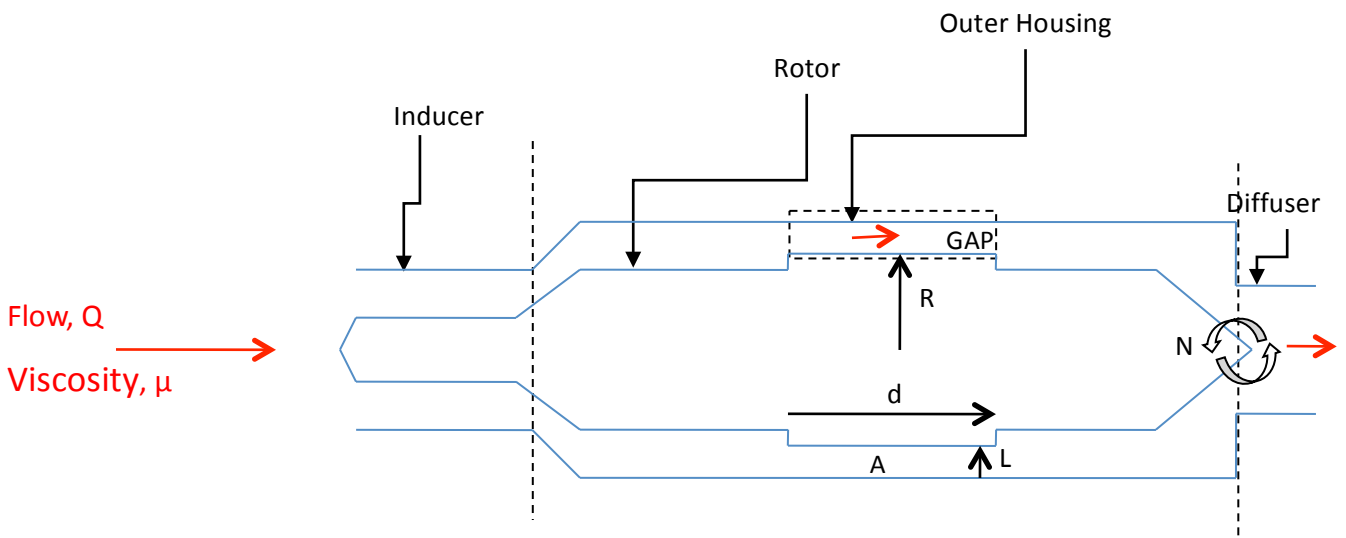 Outer Housing
Rotor
Inducer
Diffuser
GAP
R
Flow, Q
N
Viscosity, μ
d
L
A